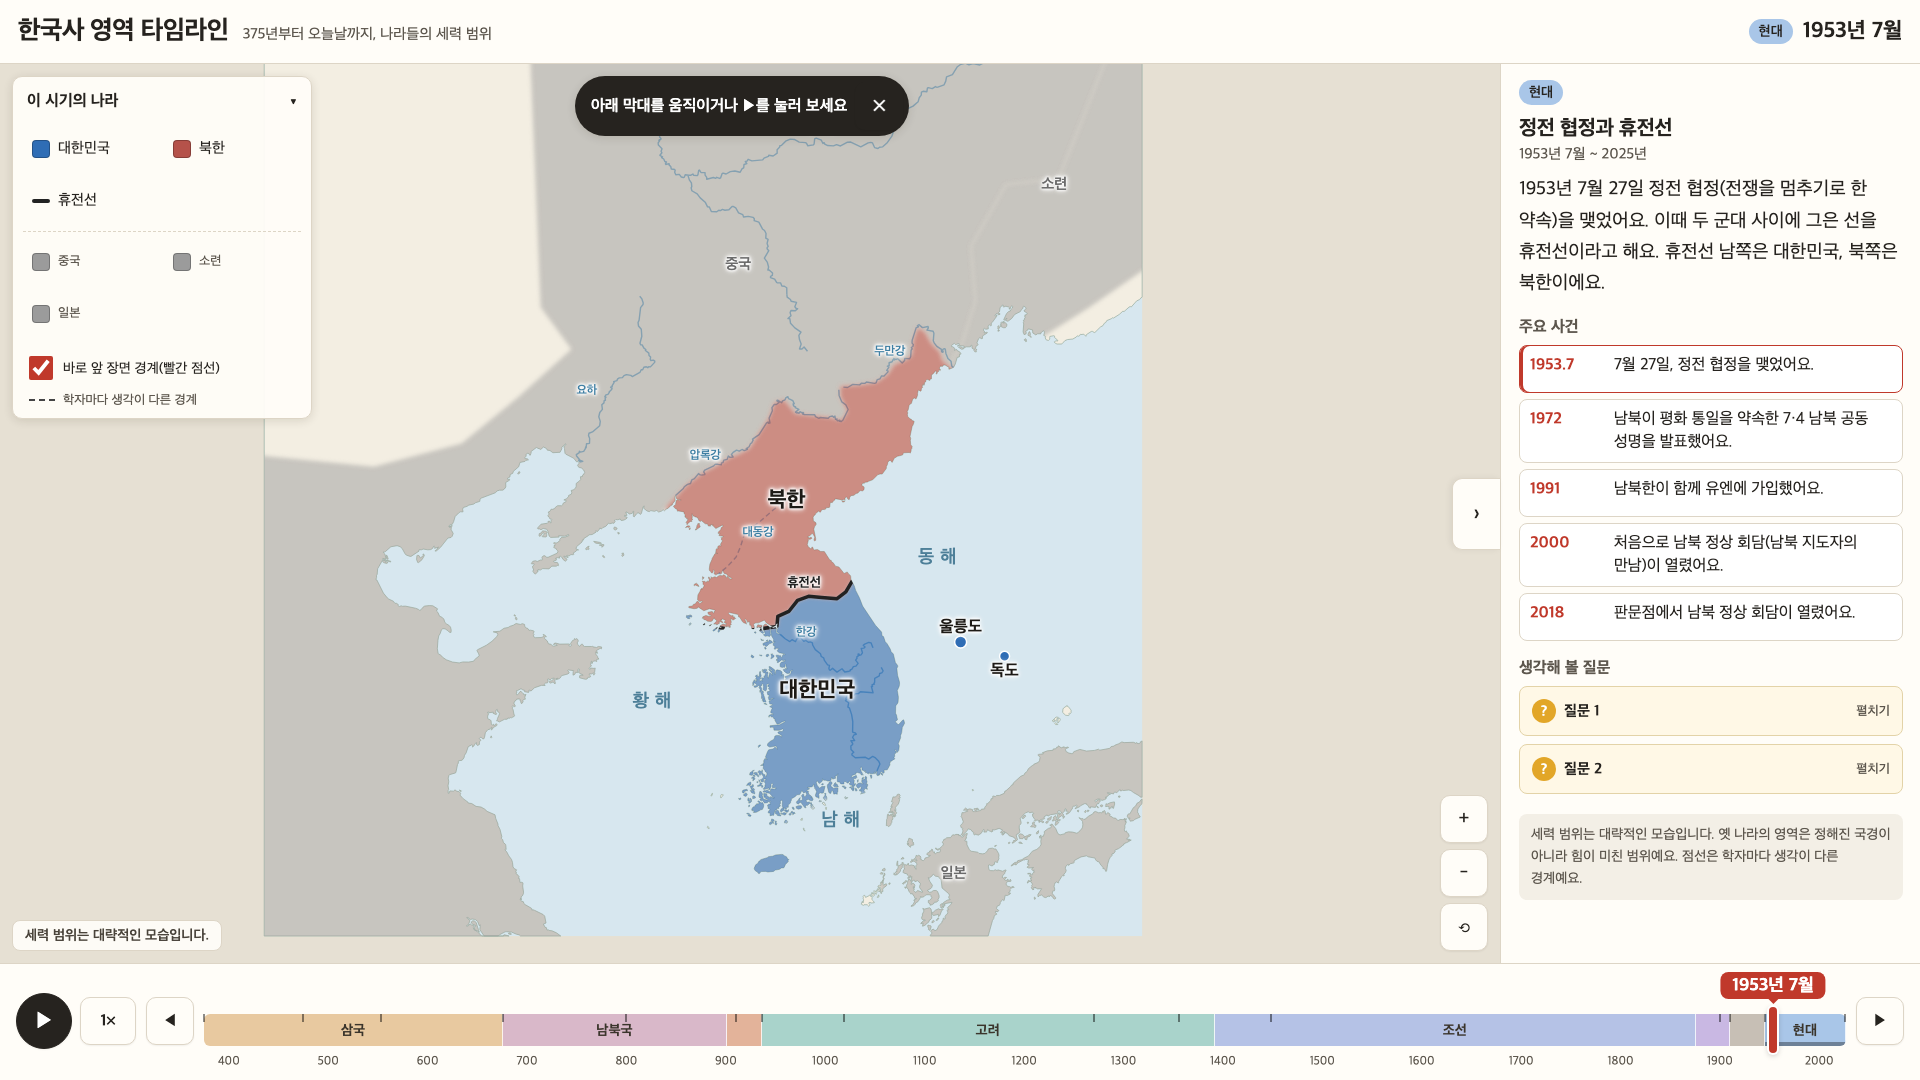 한국사 영역 타임라인
375년부터 오늘날까지, 나라들의 세력 범위
현대
1953년 7월
이 시기의 나라
대한민국
북한
휴전선
중국
소련
일본
바로 앞 장면 경계(빨간 점선)
학자마다 생각이 다른 경계
아래 막대를 움직이거나 ▶를 눌러 보세요 ✕
소련
중국
두만강
요하
압록강
북한
대동강
동 해
휴전선
울릉도
한강
독도
대한민국
황 해
남 해
일본
세력 범위는 대략적인 모습입니다.
+
−
⟲
›
현대
정전 협정과 휴전선
1953년 7월 ~ 2025년
1953년 7월 27일 정전 협정(전쟁을 멈추기로 한
약속)을 맺었어요. 이때 두 군대 사이에 그은 선을
휴전선이라고 해요. 휴전선 남쪽은 대한민국, 북쪽은
북한이에요.
주요 사건
1953.7 7월 27일, 정전 협정을 맺었어요.
1972 남북이 평화 통일을 약속한 7·4 남북 공동
성명을 발표했어요.
1991 남북한이 함께 유엔에 가입했어요.
2000 처음으로 남북 정상 회담(남북 지도자의
만남)이 열렸어요.
2018 판문점에서 남북 정상 회담이 열렸어요.
생각해 볼 질문
? 질문 1 펼치기
? 질문 2 펼치기
세력 범위는 대략적인 모습입니다. 옛 나라의 영역은 정해진 국경이
아니라 힘이 미친 범위예요. 점선은 학자마다 생각이 다른
경계예요.
1953년 7월
1×
삼국 남북국 고려 조선 현대
400 500 600 700 800 900 1000 1100 1200 1300 1400 1500 1600 1700 1800 1900 2000